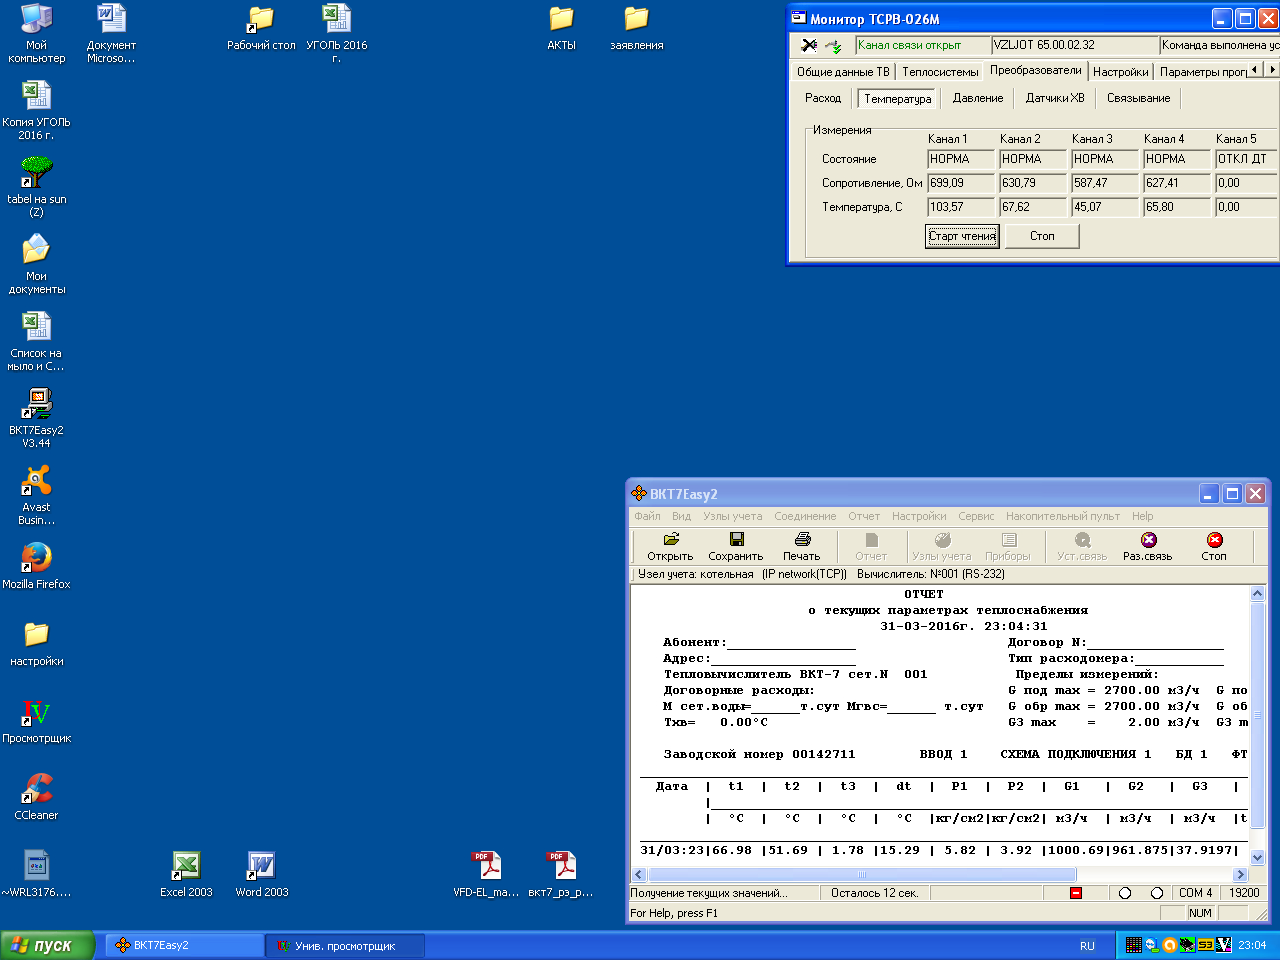 Мой компьютер
Документ Microso...
Рабочий стол
УГОЛЬ 2016 г.
АКТЫ
заявления
Копия УГОЛЬ 2016 г.
tabel на sun (Z)
Мои документы
Список на мыло и С...
ВКТ7Easy2 V3.44
Avast Busin...
Mozilla Firefox
настройки
Просмотрщик
CCleaner
~WRL3176....
Excel 2003
Word 2003
VFD-EL_ma...
вкт7_рэ_р...
Монитор ТСРВ-026М
Канал связи открыт
VZLJOT 65.00.02.32
Команда выполнена ус
Общие данные ТВ
Теплосистемы
Преобразователи
Настройки
Параметры прог
Расход
Температура
Давление
Датчики ХВ
Связывание
Измерения
Канал 1 Канал 2 Канал 3 Канал 4 Канал 5
Состояние НОРМА НОРМА НОРМА НОРМА ОТКЛ ДТ
Сопротивление, Ом 699,09 630,79 587,47 627,41 0,00
Температура, С 103,57 67,62 45,07 65,80 0,00
Старт чтения Стоп
ВКТ7Easy2
Файл Вид Узлы учета Соединение Отчет Настройки Сервис Накопительный пульт Help
Открыть Сохранить Печать Отчет Узлы учета Приборы Уст.связь Раз.связь Стоп
Узел учета: котельная (IP network(TCP)) Вычислитель: №001 (RS-232)
ОТЧЕТ
о текущих параметрах теплоснабжения
31-03-2016г. 23:04:31
Абонент:________________ Договор N:_________________
Адрес:__________________ Тип расходомера:___________
Тепловычислитель ВКТ-7 сет.N 001 Пределы измерений:
Договорные расходы: G под max = 2700.00 м3/ч G по
М сет.воды=______т.сут Мгвс=______ т.сут G обр max = 2700.00 м3/ч G об
Тхв= 0.00°С G3 max = 2.00 м3/ч G3 m
Заводской номер 00142711 ВВОД 1 СХЕМА ПОДКЛЮЧЕНИЯ 1 БД 1 ФТ
Дата | t1 | t2 | t3 | dt | P1 | P2 | G1 | G2 | G3 |
| °С | °С | °С | °С |кг/см2|кг/см2| м3/ч | м3/ч | м3/ч |t
31/03:23|66.98 |51.69 | 1.78 |15.29 | 5.82 | 3.92 |1000.69|961.875|37.9197|
Получение текущих значений... Осталось 12 сек. COM 4 19200
For Help, press F1 NUM
пуск
ВКТ7Easy2
Унив. просмотрщик
RU
23:04